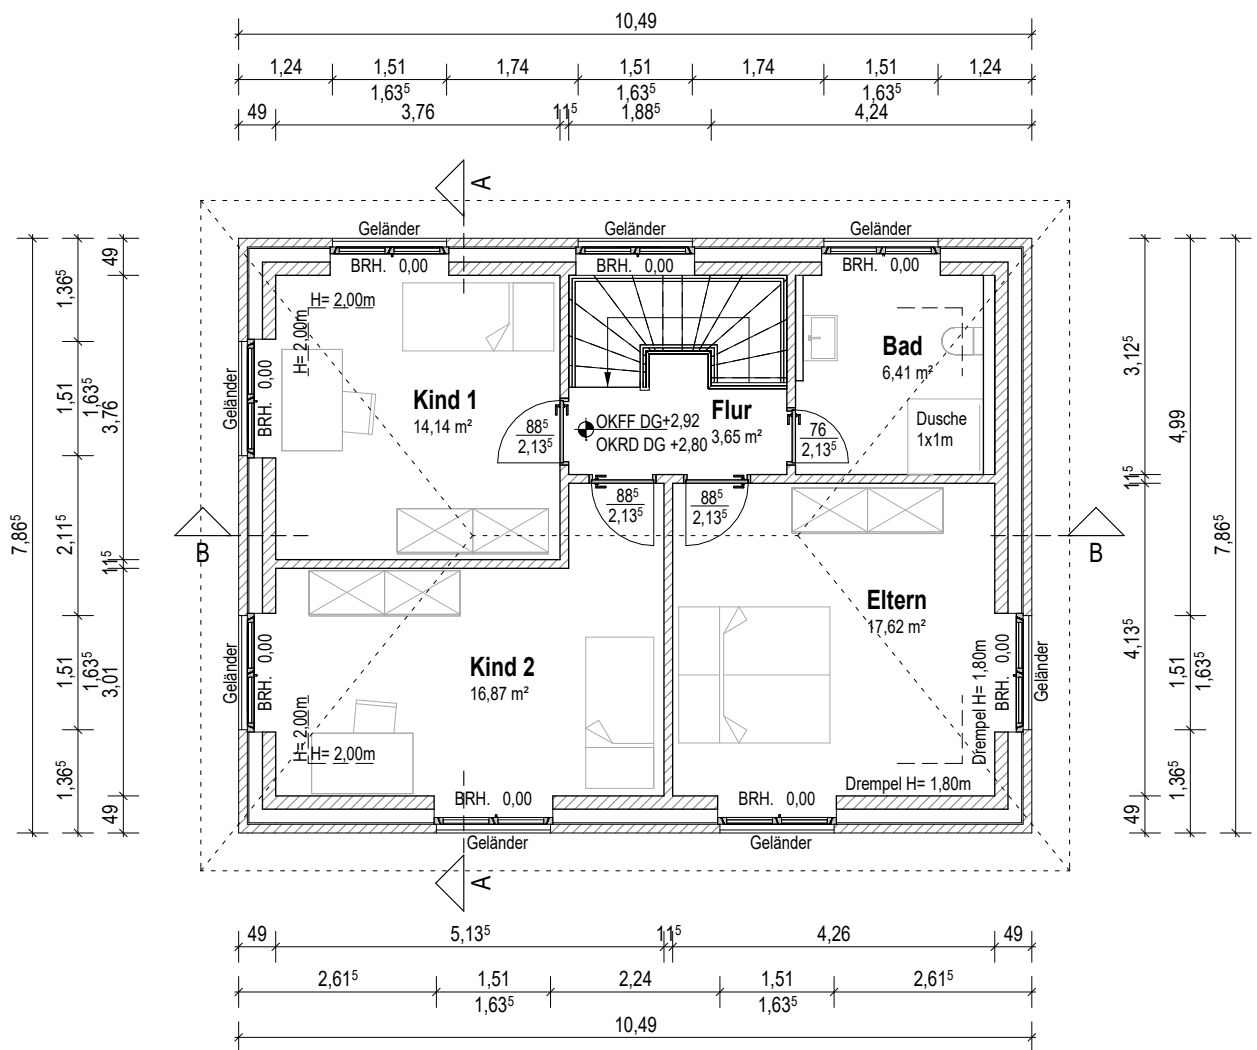 10,49
1,24 1,51 1,74 1,51 1,74 1,51 1,24
1,63⁵ 1,63⁵ 1,63⁵
49 3,76 11⁵ 1,88⁵ 4,24
A
Geländer Geländer Geländer
BRH. 0,00 BRH. 0,00 BRH. 0,00
7,86⁵
1,36⁵ 1,51 2,11⁵ 1,51 1,36⁵
1,63⁵ 1,63⁵
49 3,76 11⁵ 3,01 49
Geländer
BRH. 0,00
H= 2,00m
H= 2,00m
Kind 1
14,14 m²
88⁵
2,13⁵
OKFF DG+2,92
OKRD DG +2,80
Flur
3,65 m²
Bad
6,41 m²
Dusche
1x1m
76
2,13⁵
88⁵
2,13⁵
88⁵
2,13⁵
B
B
Eltern
17,62 m²
Kind 2
16,87 m²
Geländer
BRH. 0,00
H= 2,00m
H= 2,00m
Drempel H= 1,80m
BRH. 0,00
Geländer
Drempel H= 1,80m
BRH. 0,00 BRH. 0,00
Geländer Geländer
A
49 3,12⁵ 11⁵ 4,13⁵ 49
4,99 1,51 1,36⁵
1,63⁵
7,86⁵
49 5,13⁵ 11⁵ 4,26 49
2,61⁵ 1,51 2,24 1,51 2,61⁵
1,63⁵ 1,63⁵
10,49